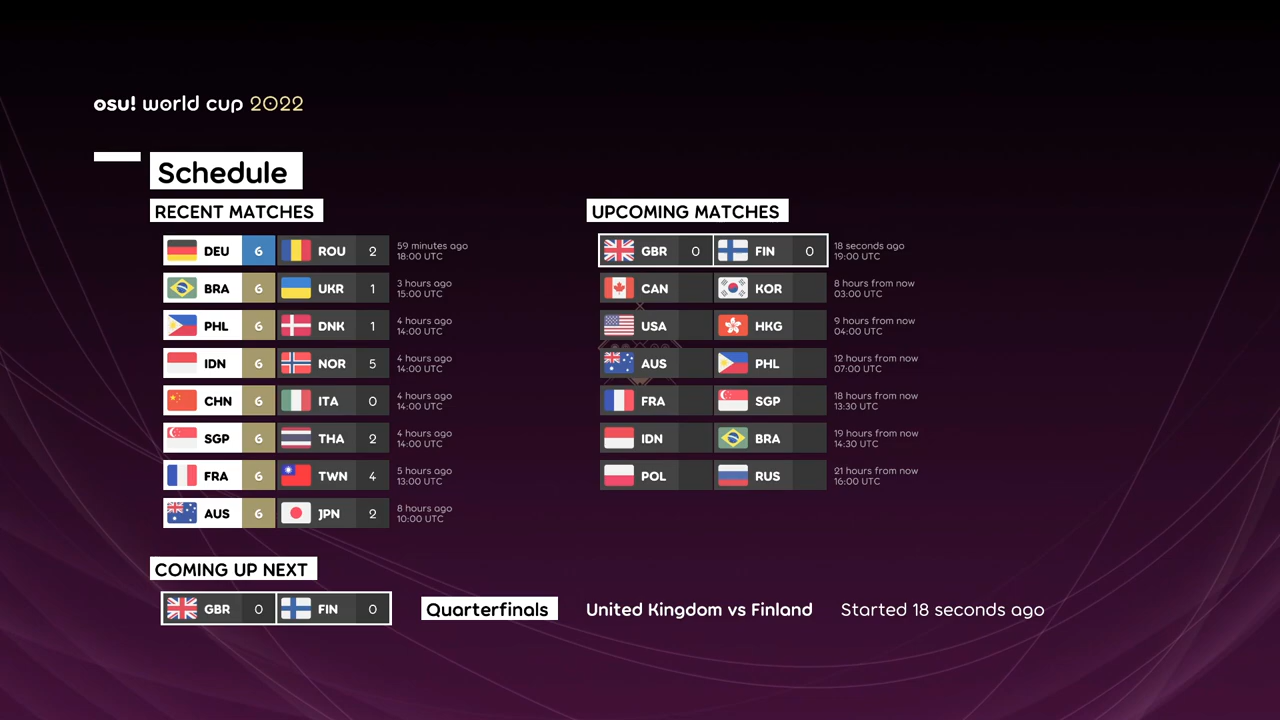 osu! world cup 2022
Schedule
RECENT MATCHES
DEU 6 ROU 2 59 minutes ago
18:00 UTC
BRA 6 UKR 1 3 hours ago
15:00 UTC
PHL 6 DNK 1 4 hours ago
14:00 UTC
IDN 6 NOR 5 4 hours ago
14:00 UTC
CHN 6 ITA 0 4 hours ago
14:00 UTC
SGP 6 THA 2 4 hours ago
14:00 UTC
FRA 6 TWN 4 5 hours ago
13:00 UTC
AUS 6 JPN 2 8 hours ago
10:00 UTC
UPCOMING MATCHES
GBR 0 FIN 0 18 seconds ago
19:00 UTC
CAN KOR 8 hours from now
03:00 UTC
USA HKG 9 hours from now
04:00 UTC
AUS PHL 12 hours from now
07:00 UTC
FRA SGP 18 hours from now
13:30 UTC
IDN BRA 19 hours from now
14:30 UTC
POL RUS 21 hours from now
16:00 UTC
COMING UP NEXT
GBR 0 FIN 0 Quarterfinals United Kingdom vs Finland Started 18 seconds ago